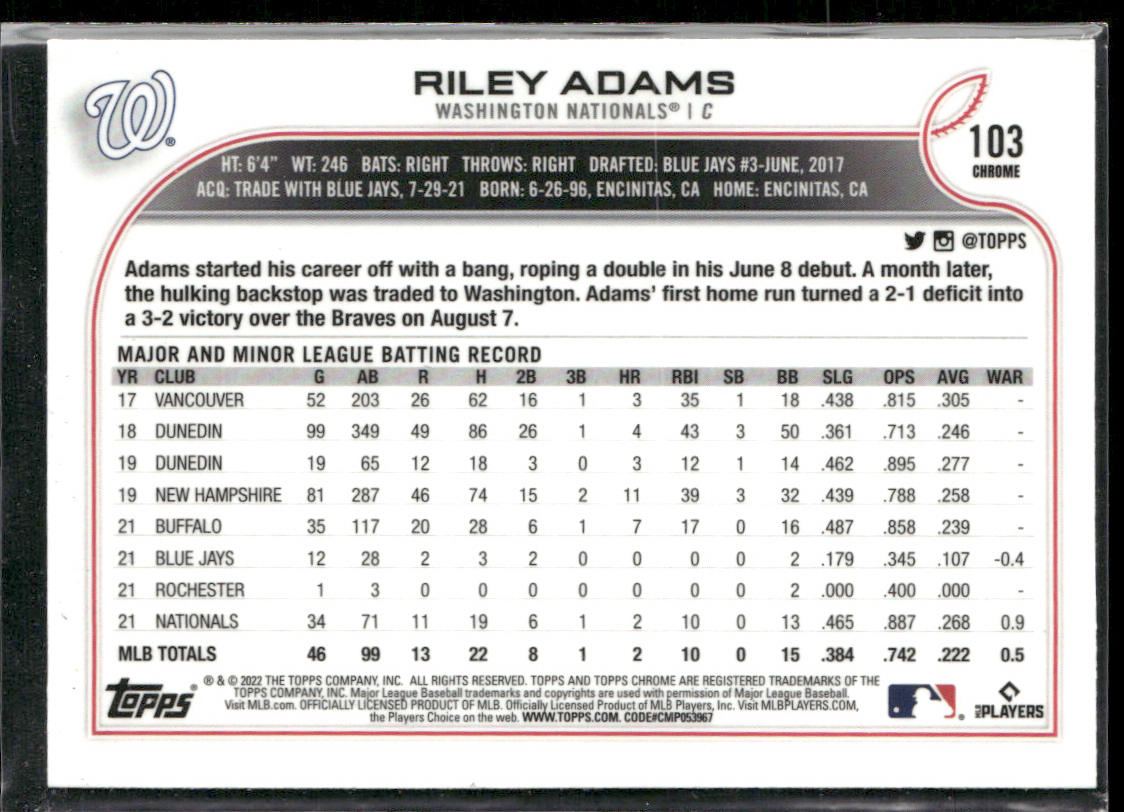 W®
RILEY ADAMS
WASHINGTON NATIONALS® | C
103
CHROME
HT: 6'4" WT: 246 BATS: RIGHT THROWS: RIGHT DRAFTED: BLUE JAYS #3-JUNE, 2017
ACQ: TRADE WITH BLUE JAYS, 7-29-21 BORN: 6-26-96, ENCINITAS, CA HOME: ENCINITAS, CA
@TOPPS
Adams started his career off with a bang, roping a double in his June 8 debut. A month later,
the hulking backstop was traded to Washington. Adams' first home run turned a 2-1 deficit into
a 3-2 victory over the Braves on August 7.
MAJOR AND MINOR LEAGUE BATTING RECORD
YR CLUB G AB R H 2B 3B HR RBI SB BB SLG OPS AVG WAR
17 VANCOUVER 52 203 26 62 16 1 3 35 1 18 .438 .815 .305 -
18 DUNEDIN 99 349 49 86 26 1 4 43 3 50 .361 .713 .246 -
19 DUNEDIN 19 65 12 18 3 0 3 12 1 14 .462 .895 .277 -
19 NEW HAMPSHIRE 81 287 46 74 15 2 11 39 3 32 .439 .788 .258 -
21 BUFFALO 35 117 20 28 6 1 7 17 0 16 .487 .858 .239 -
21 BLUE JAYS 12 28 2 3 2 0 0 0 0 2 .179 .345 .107 -0.4
21 ROCHESTER 1 3 0 0 0 0 0 0 0 2 .000 .400 .000 -
21 NATIONALS 34 71 11 19 6 1 2 10 0 13 .465 .887 .268 0.9
MLB TOTALS 46 99 13 22 8 1 2 10 0 15 .384 .742 .222 0.5
topps®
® & © 2022 THE TOPPS COMPANY, INC. ALL RIGHTS RESERVED. TOPPS AND TOPPS CHROME ARE REGISTERED TRADEMARKS OF THE
TOPPS COMPANY, INC. Major League Baseball trademarks and copyrights are used with permission of Major League Baseball.
Visit MLB.com. OFFICIALLY LICENSED PRODUCT OF MLB. Officially Licensed Product of MLB Players, Inc. Visit MLBPLAYERS.COM,
the Players Choice on the web. WWW.TOPPS.COM. CODE#CMP053967
MLB PLAYERS